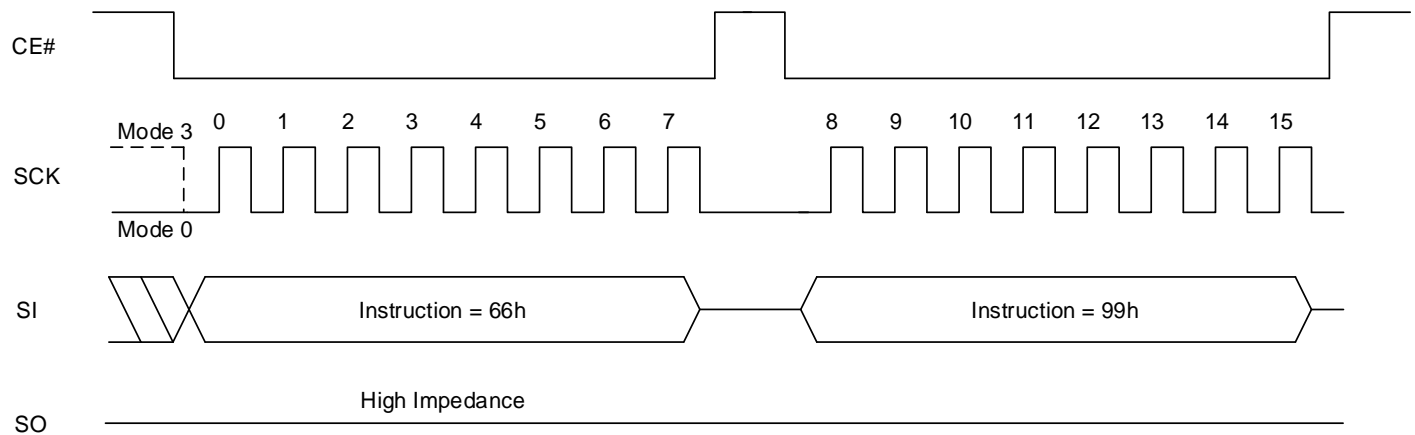 CE#
Mode 3
0 1 2 3 4 5 6 7 8 9 10 11 12 13 14 15
SCK
Mode 0
SI
Instruction = 66h
Instruction = 99h
High Impedance
SO